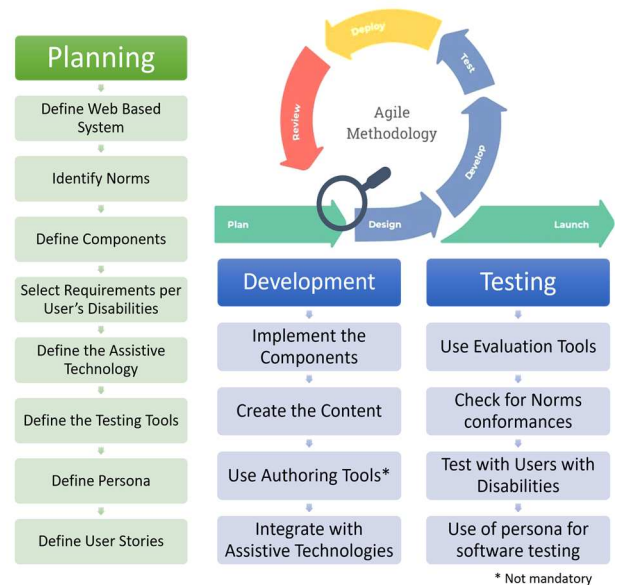 Planning
Define Web Based
System
Identify Norms
Define Components
Select Requirements per
User's Disabilities
Define the Assistive
Technology
Define the Testing Tools
Define Persona
Define User Stories
Deploy
Test
Review
Agile
Methodology
Develop
Plan
Design
Launch
Development
Implement the
Components
Create the Content
Use Authoring Tools*
Integrate with
Assistive Technologies
Testing
Use Evaluation Tools
Check for Norms
conformances
Test with Users with
Disabilities
Use of persona for
software testing
* Not mandatory